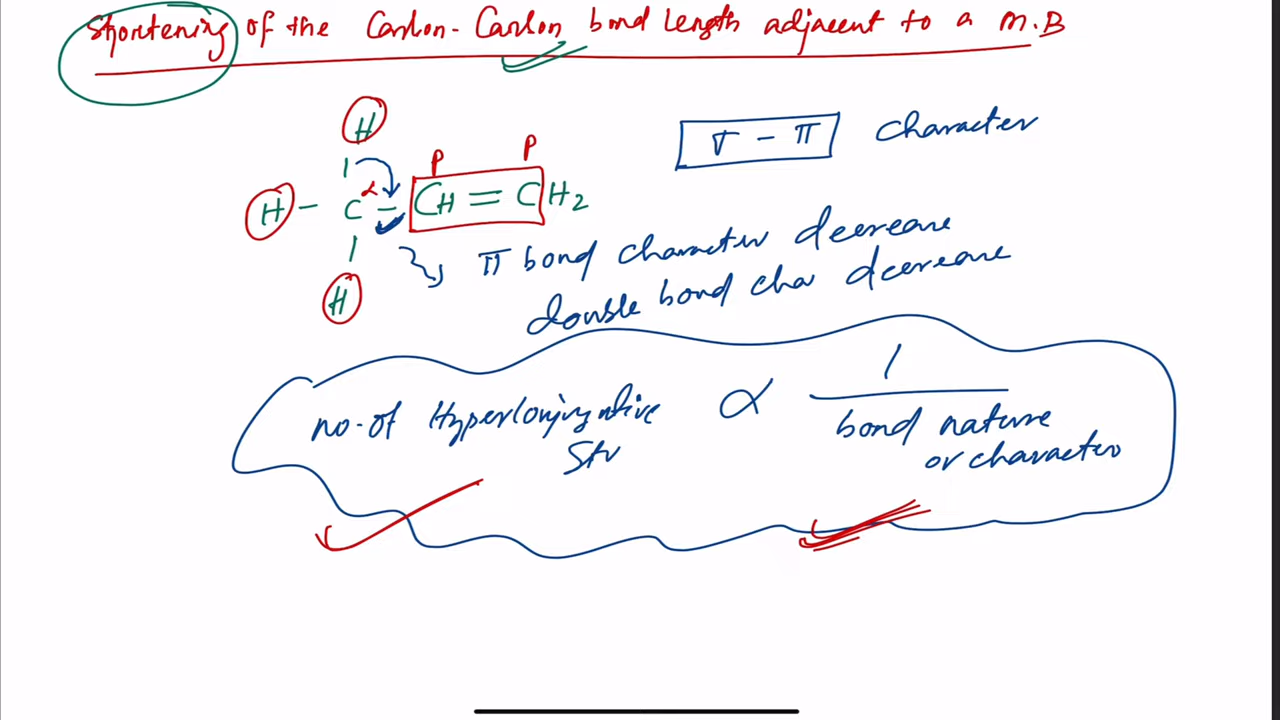 Shortening of the Carbon-Carbon bond Length adjacent to a M.B
H
P P
σ - π character
H - C α - CH = CH2
H
π bond character decrease
double bond cha decrease
no. of Hyperconjugative Str ∝ 1 / bond nature or character